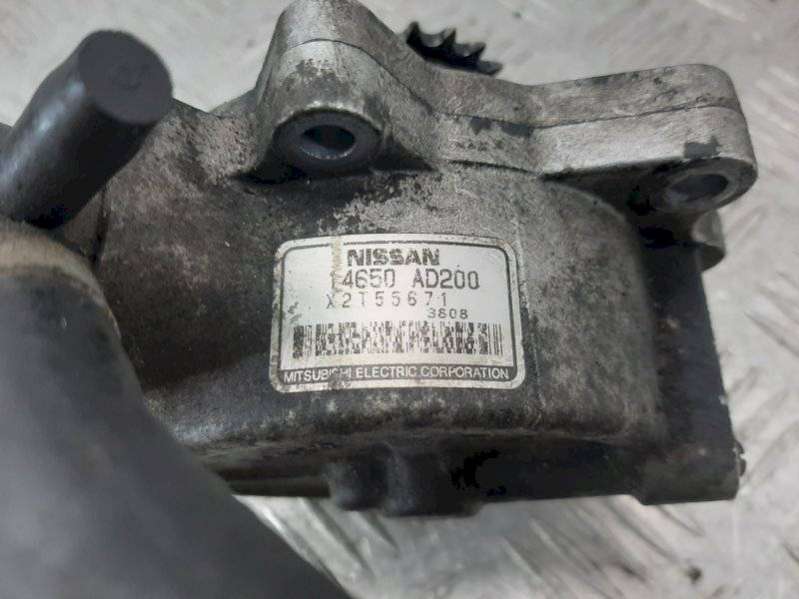 NISSAN
14650 AD200
X2T55671
3808
MITSUBISHI ELECTRIC CORPORATION